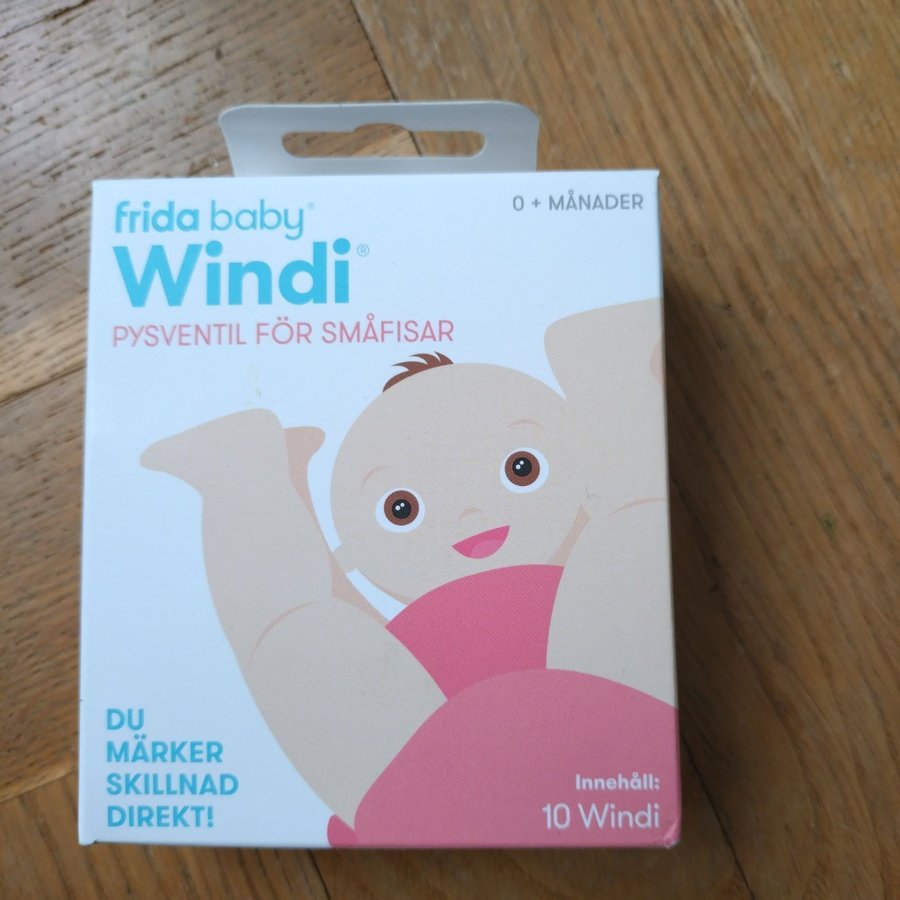 frida baby®
0 + MÅNADER
Windi®
PYSVENTIL FÖR SMÅFISAR
DU
MÄRKER
SKILLNAD
DIREKT!
Innehåll:
10 Windi